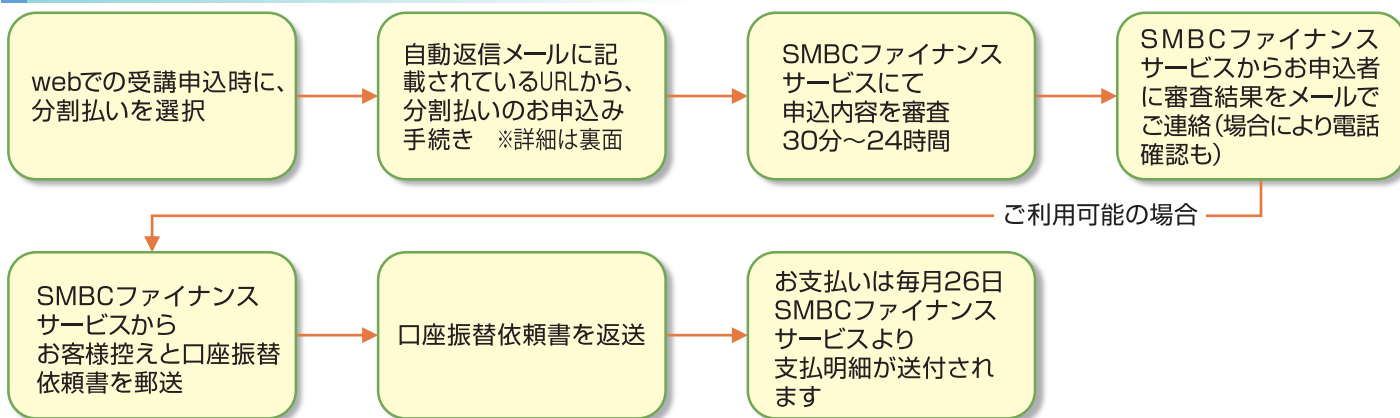 webでの受講申込時に、
分割払いを選択
自動返信メールに記
載されているURLから、
分割払いのお申込み
手続き　※詳細は裏面
SMBCファイナンス
サービスにて
申込内容を審査
30分～24時間
SMBCファイナンス
サービスからお申込者
に審査結果をメールで
ご連絡(場合により電話
確認も)
ご利用可能の場合
SMBCファイナンス
サービスから
お客様控えと口座振替
依頼書を郵送
口座振替依頼書を返送
お支払いは毎月26日
SMBCファイナンス
サービスより
支払明細が送付され
ます